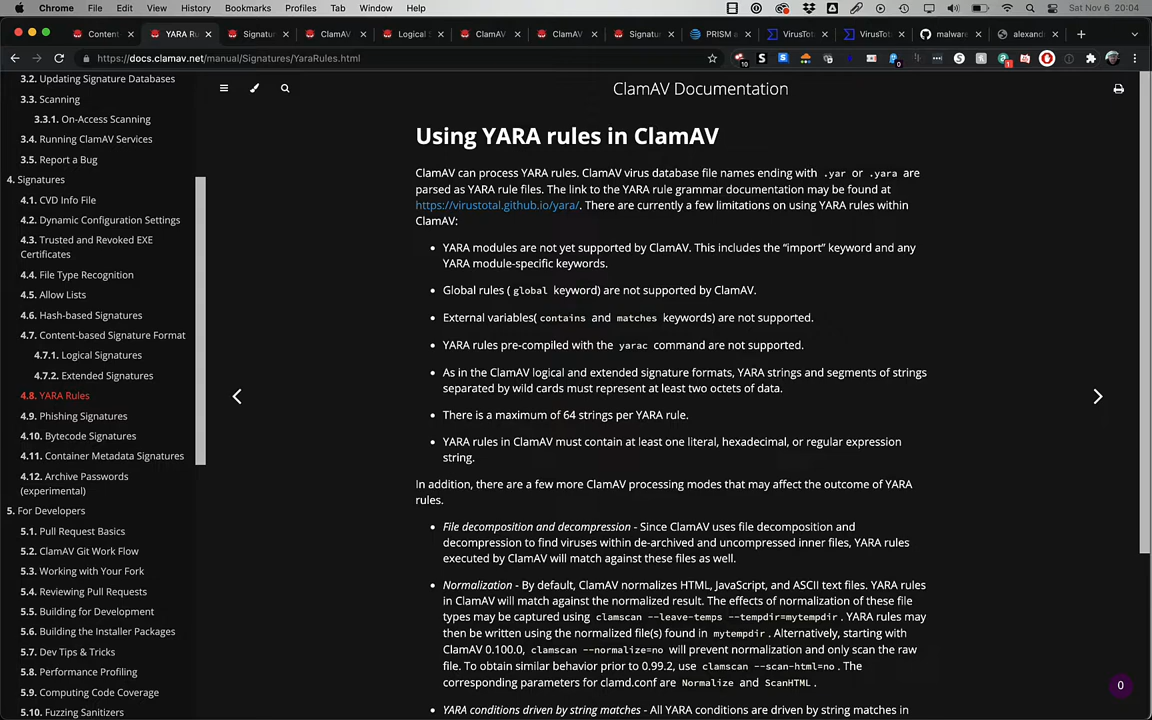 Chrome File Edit View History Bookmarks Profiles Tab Window Help Sat Nov 6 20:04
Content YARA Ru Signatur ClamAV Logical ClamAV ClamAV Signatur PRISM a VirusTot VirusTot malware alexandr
https://docs.clamav.net/manual/Signatures/YaraRules.html
3.2. Updating Signature Databases
3.3. Scanning
3.3.1. On-Access Scanning
3.4. Running ClamAV Services
3.5. Report a Bug
4. Signatures
4.1. CVD Info File
4.2. Dynamic Configuration Settings
4.3. Trusted and Revoked EXE
Certificates
4.4. File Type Recognition
4.5. Allow Lists
4.6. Hash-based Signatures
4.7. Content-based Signature Format
4.7.1. Logical Signatures
4.7.2. Extended Signatures
4.8. YARA Rules
4.9. Phishing Signatures
4.10. Bytecode Signatures
4.11. Container Metadata Signatures
4.12. Archive Passwords
(experimental)
5. For Developers
5.1. Pull Request Basics
5.2. ClamAV Git Work Flow
5.3. Working with Your Fork
5.4. Reviewing Pull Requests
5.5. Building for Development
5.6. Building the Installer Packages
5.7. Dev Tips & Tricks
5.8. Performance Profiling
5.9. Computing Code Coverage
5.10. Fuzzing Sanitizers
ClamAV Documentation
Using YARA rules in ClamAV
ClamAV can process YARA rules. ClamAV virus database file names ending with .yar or .yara are
parsed as YARA rule files. The link to the YARA rule grammar documentation may be found at
https://virustotal.github.io/yara/. There are currently a few limitations on using YARA rules within
ClamAV:
• YARA modules are not yet supported by ClamAV. This includes the “import” keyword and any
YARA module-specific keywords.
• Global rules ( global keyword) are not supported by ClamAV.
• External variables( contains and matches keywords) are not supported.
• YARA rules pre-compiled with the yarac command are not supported.
• As in the ClamAV logical and extended signature formats, YARA strings and segments of strings
separated by wild cards must represent at least two octets of data.
• There is a maximum of 64 strings per YARA rule.
• YARA rules in ClamAV must contain at least one literal, hexadecimal, or regular expression
string.
In addition, there are a few more ClamAV processing modes that may affect the outcome of YARA
rules.
• File decomposition and decompression - Since ClamAV uses file decomposition and
decompression to find viruses within de-archived and uncompressed inner files, YARA rules
executed by ClamAV will match against these files as well.
• Normalization - By default, ClamAV normalizes HTML, JavaScript, and ASCII text files. YARA rules
in ClamAV will match against the normalized result. The effects of normalization of these file
types may be captured using clamscan --leave-temps --tempdir=mytempdir . YARA rules may
then be written using the normalized file(s) found in mytempdir . Alternatively, starting with
ClamAV 0.100.0, clamscan --normalize=no will prevent normalization and only scan the raw
file. To obtain similar behavior prior to 0.99.2, use clamscan --scan-html=no . The
corresponding parameters for clamd.conf are Normalize and ScanHTML .
• YARA conditions driven by string matches - All YARA conditions are driven by string matches in
0